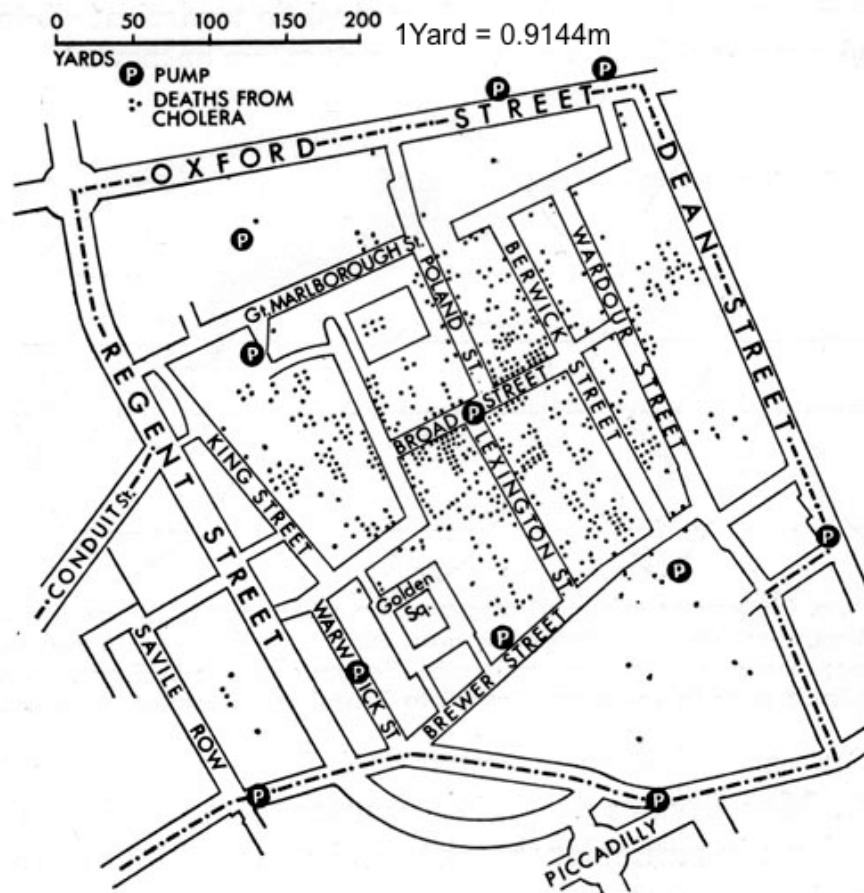 0 50 100 150 200
1Yard = 0.9144m
YARDS
P PUMP
DEATHS FROM
CHOLERA
P
P
OXFORD STREET
DEAN STREET
P
Gt. MARLBOROUGH St.
POLAND ST.
BERWICK STREET
WARDOUR STREET
P
REGENT STREET
BROAD STREET
P
KING STREET
LEXINGTON ST.
CONDUIT St.
P
P
Golden
Sq.
WARWICK ST
P
P
BREWER STREET
SAVILE ROW
P
P
PICCADILLY